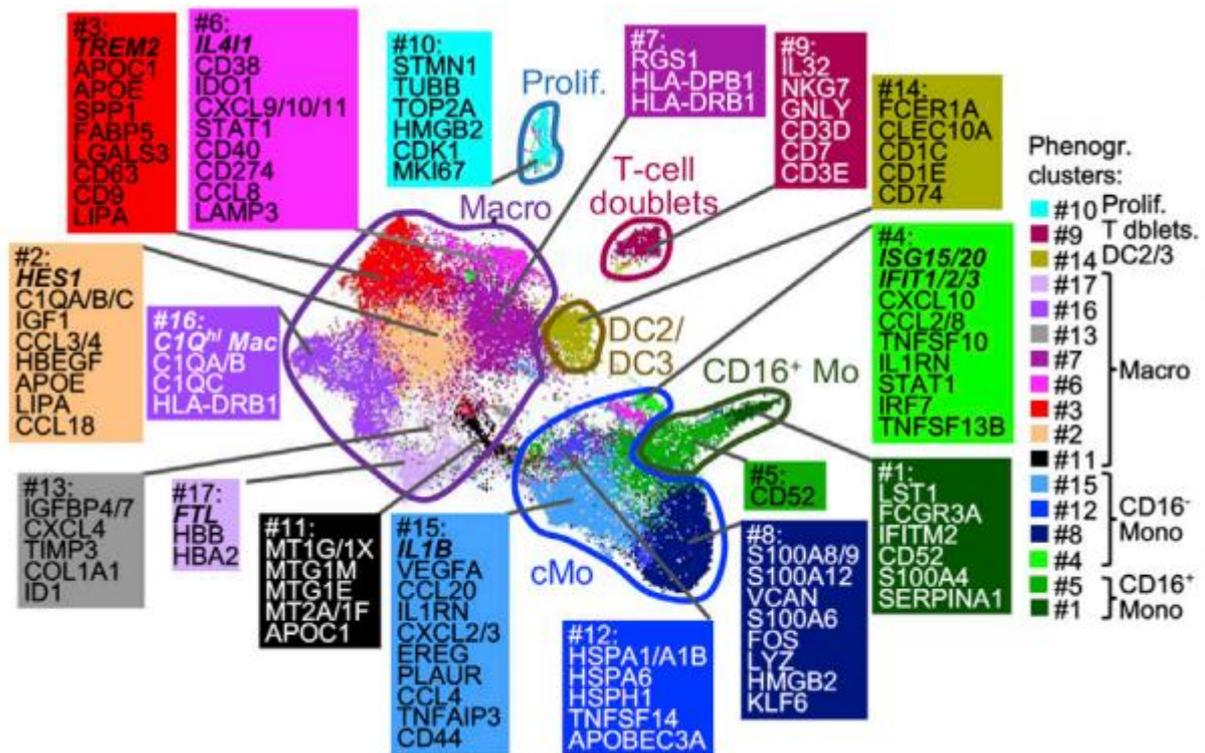 #3:
TREM2
APOC1
APOE
SPP1
FABP5
LGALS3
CD63
CD9
LIPA
#6:
IL4I1
CD38
IDO1
CXCL9/10/11
STAT1
CD40
CD274
CCL8
LAMP3
#10:
STMN1
TUBB
TOP2A
HMGB2
CDK1
MKI67
Prolif.
#7:
RGS1
HLA-DPB1
HLA-DRB1
#9:
IL32
NKG7
GNLY
CD3D
CD7
CD3E
#14:
FCER1A
CLEC10A
CD1C
CD1E
CD74
Macro
T-cell
doublets
#2:
HES1
C1QA/B/C
IGF1
CCL3/4
HBEGF
APOE
LIPA
CCL18
#16:
C1Qhi Mac
C1QA/B
C1QC
HLA-DRB1
DC2/
DC3
CD16+ Mo
#4:
ISG15/20
IFIT1/2/3
CXCL10
CCL2/8
TNFSF10
IL1RN
STAT1
IRF7
TNFSF13B
#13:
IGFBP4/7
CXCL4
TIMP3
COL1A1
ID1
#17:
FTL
HBB
HBA2
#11:
MT1G/1X
MTG1M
MTG1E
MT2A/1F
APOC1
#15:
IL1B
VEGFA
CCL20
IL1RN
CXCL2/3
EREG
PLAUR
CCL4
TNFAIP3
CD44
cMo
#12:
HSPA1/A1B
HSPA6
HSPH1
TNFSF14
APOBEC3A
#5:
CD52
#8:
S100A8/9
S100A12
VCAN
S100A6
FOS
LYZ
HMGB2
KLF6
#1:
LST1
FCGR3A
IFITM2
CD52
S100A4
SERPINA1
Phenogr.
clusters:
#10 Prolif.
#9 T dblets.
#14 DC2/3
#17
#16
#13
#7
#6
#3
#2
#11
Macro
#15
#12
#8
#4
CD16-
Mono
#5
#1
CD16+
Mono